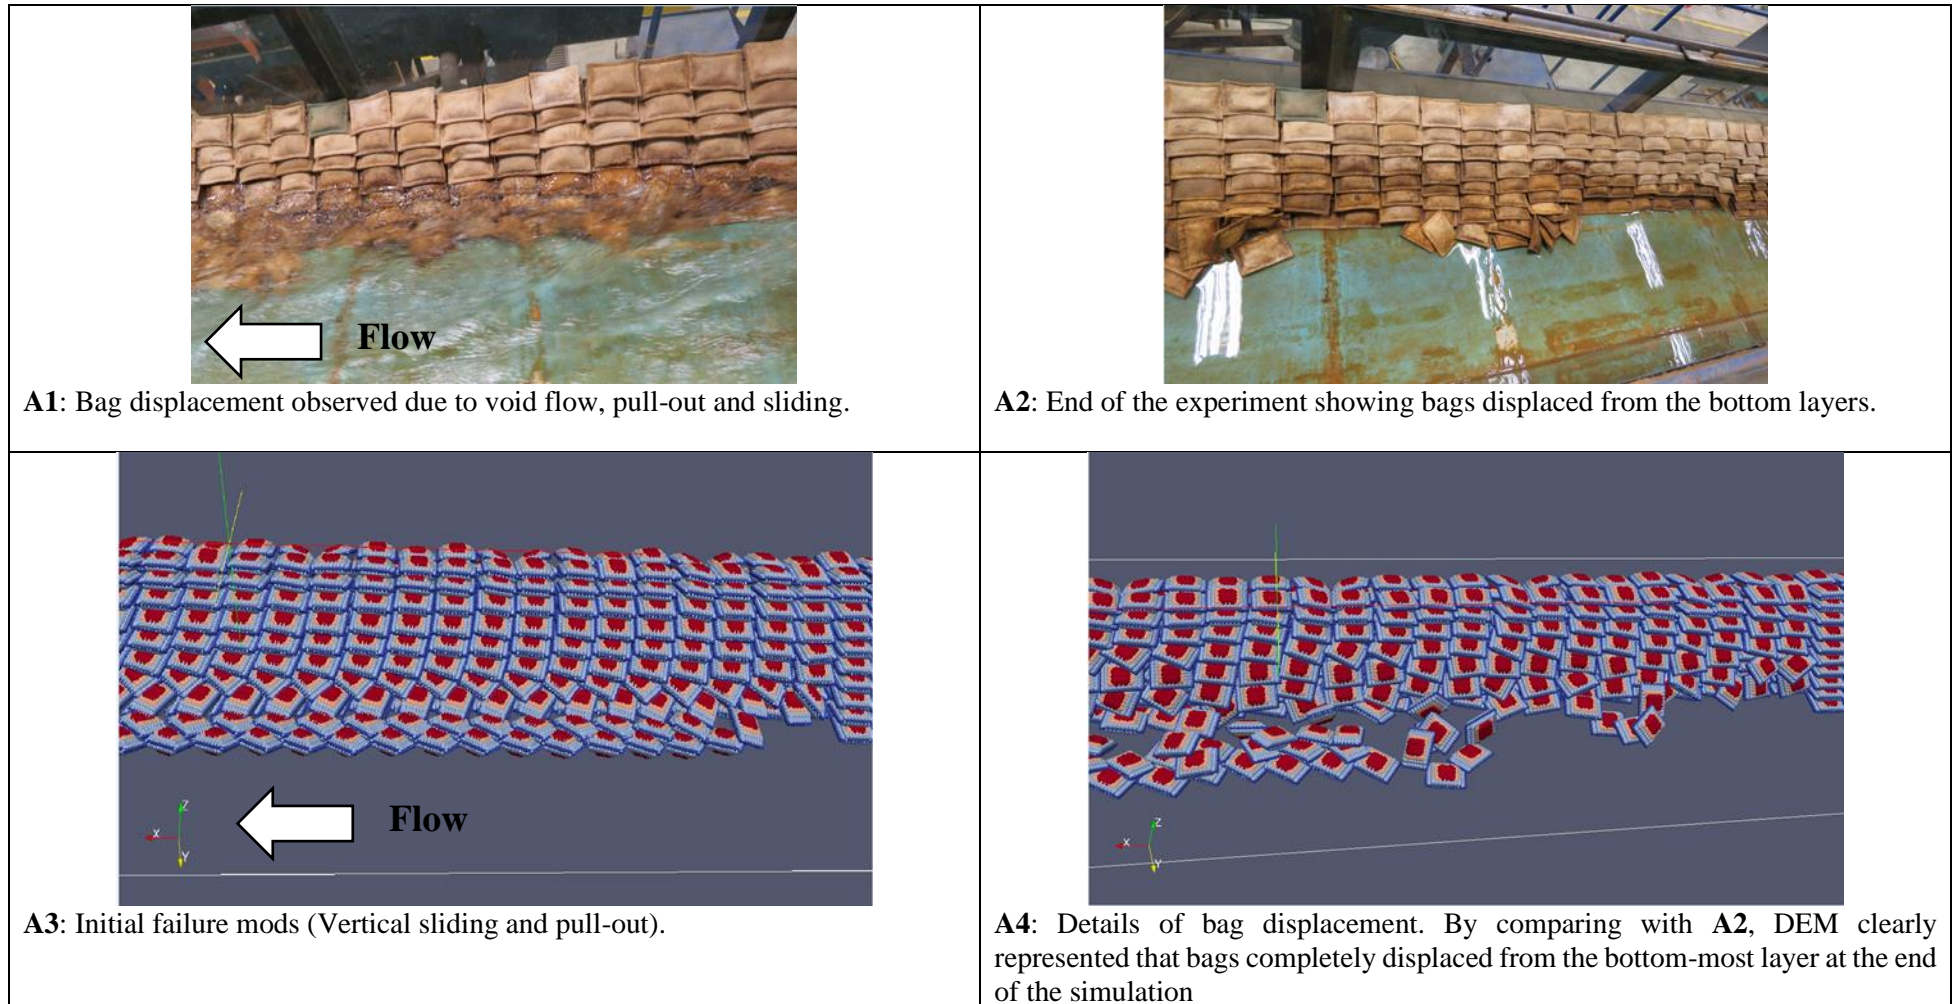 Flow
A1: Bag displacement observed due to void flow, pull-out and sliding.
A2: End of the experiment showing bags displaced from the bottom layers.
Z
X
Y
Flow
A3: Initial failure mods (Vertical sliding and pull-out).
Z
X
Y
A4: Details of bag displacement. By comparing with A2, DEM clearly
represented that bags completely displaced from the bottom-most layer at the end
of the simulation